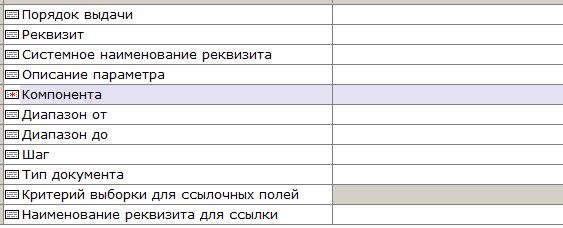 Порядок выдачи
Реквизит
Системное наименование реквизита
Описание параметра
Компонента
Диапазон от
Диапазон до
Шаг
Тип документа
Критерий выборки для ссылочных полей
Наименование реквизита для ссылки